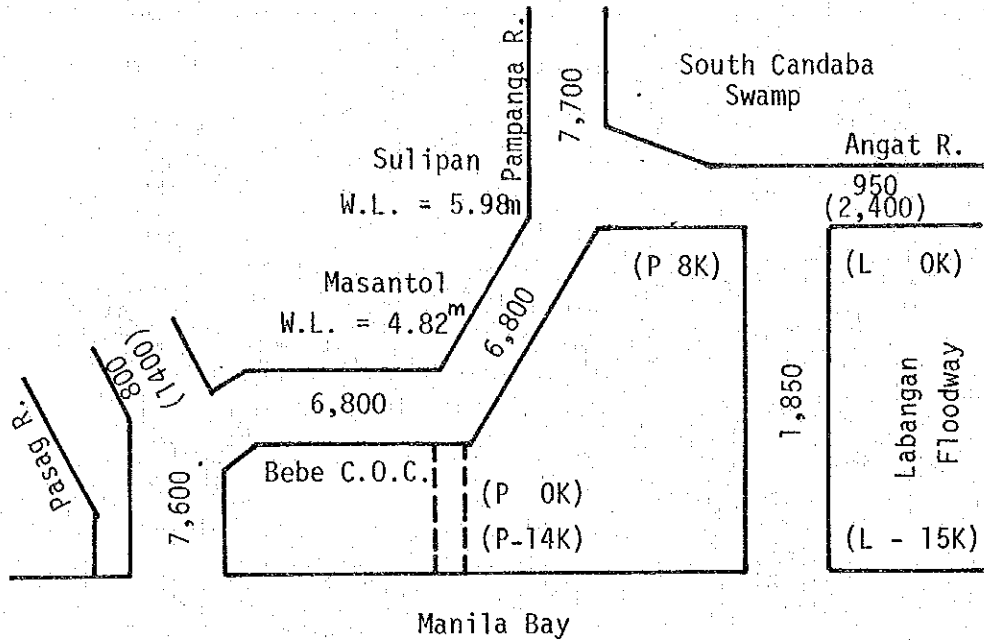 Pampanga R.
7,700
South Candaba
Swamp
Angat R.
950
(2,400)
Sulipan
W.L. = 5.98m
Masantol
W.L. = 4.82m
(P 8K)
(L 0K)
6,800
800
(1400)
6,800
1,850
Labangan
Floodway
Pasag R.
7,600
Bebe C.O.C.
(P 0K)
(P-14K)
(L - 15K)
Manila Bay